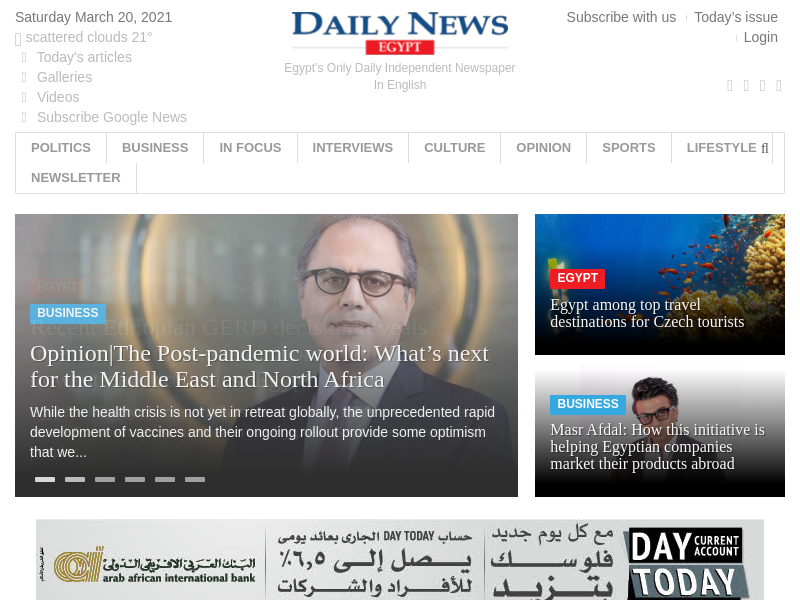 Saturday March 20, 2021
scattered clouds 21°
Today's articles
Galleries
Videos
Subscribe Google News
DAILY NEWS
EGYPT
Egypt's Only Daily Independent Newspaper
In English
Subscribe with us
Today's issue
Login
POLITICS
BUSINESS
IN FOCUS
INTERVIEWS
CULTURE
OPINION
SPORTS
LIFESTYLE
NEWSLETTER
EGYPT
BUSINESS
Recent Ethiopian GERD decision reveals
Opinion|The Post-pandemic world: What's next
for the Middle East and North Africa
While the health crisis is not yet in retreat globally, the unprecedented rapid
development of vaccines and their ongoing rollout provide some optimism
that we...
EGYPT
Egypt among top travel
destinations for Czech tourists
BUSINESS
Masr Afdal: How this initiative is
helping Egyptian companies
market their products abroad
البنك العربي الافريقي الدولي
arab african international bank
حساب DAY TODAY الجاري بعائد يومي
يصل إلى ٦,٥٪
للأفراد والشركات
مع كل يوم جديد
فلوسك
بتزيد
DAY CURRENT ACCOUNT
TODAY